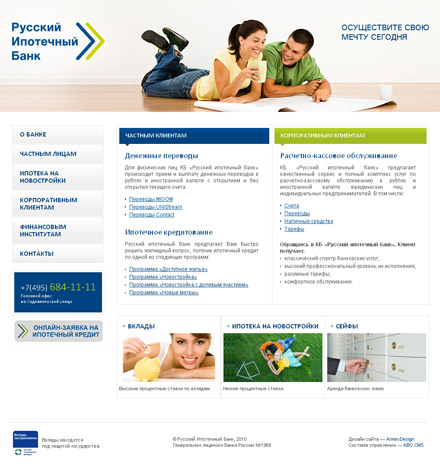 Русский
Ипотечный
Банк
ОСУЩЕСТВИТЕ СВОЮ
МЕЧТУ СЕГОДНЯ
О БАНКЕ
ЧАСТНЫМ ЛИЦАМ
ИПОТЕКА НА
НОВОСТРОЙКИ
КОРПОРАТИВНЫМ
КЛИЕНТАМ
ФИНАНСОВЫМ
ИНСТИТУТАМ
КОНТАКТЫ
+7(495) 684-11-11
Головной офис
на Садовнической улице
ОНЛАЙН-ЗАЯВКА НА
ИПОТЕЧНЫЙ КРЕДИТ
ЧАСТНЫМ КЛИЕНТАМ
Денежные переводы
Для физических лиц КБ «Русский ипотечный банк»
производит прием и выплату денежных переводов в
рублях и иностранной валюте с открытием и без
открытия текущего счета.
Переводы MIGOM
Переводы UNIStream
Переводы Contact
Ипотечное кредитование
Русский ипотечный банк предлагает Вам быстро
решить жилищный вопрос, получив ипотечный кредит
по одной из следующих программ:
Программа «Доступное жилье»
Программа «Новостройка»
Программа «Новостройка с долевым участием»
Программа «Новые метры»
КОРПОРАТИВНЫМ КЛИЕНТАМ
Расчетно-кассовое обслуживание
КБ «Русский ипотечный банк» предлагает
качественный сервис и полный комплекс услуг по
расчетно-кассовому обслуживанию в рублях и
иностранной валюте юридических лиц и
индивидуальных предпринимателей. В том числе:
Счета
Переводы
Наличные средства
Тарифы
Обращаясь в КБ «Русский ипотечный банк», Клиент
получает:
классический спектр банковских услуг;
высокий профессиональный уровень их исполнения;
разумные тарифы;
комфортное обслуживание.
ВКЛАДЫ
Высокие процентные ставки по вкладам
ИПОТЕКА НА НОВОСТРОЙКИ
Низкие процентные ставки
СЕЙФЫ
Аренда банковских ячеек
Вклады
застрахованы
Вклады находятся
под защитой государства
© Русский Ипотечный Банк, 2010
Генеральная лицензия Банка России №1968
Дизайн сайта — AntexDesign
Система управления — ABO.CMS